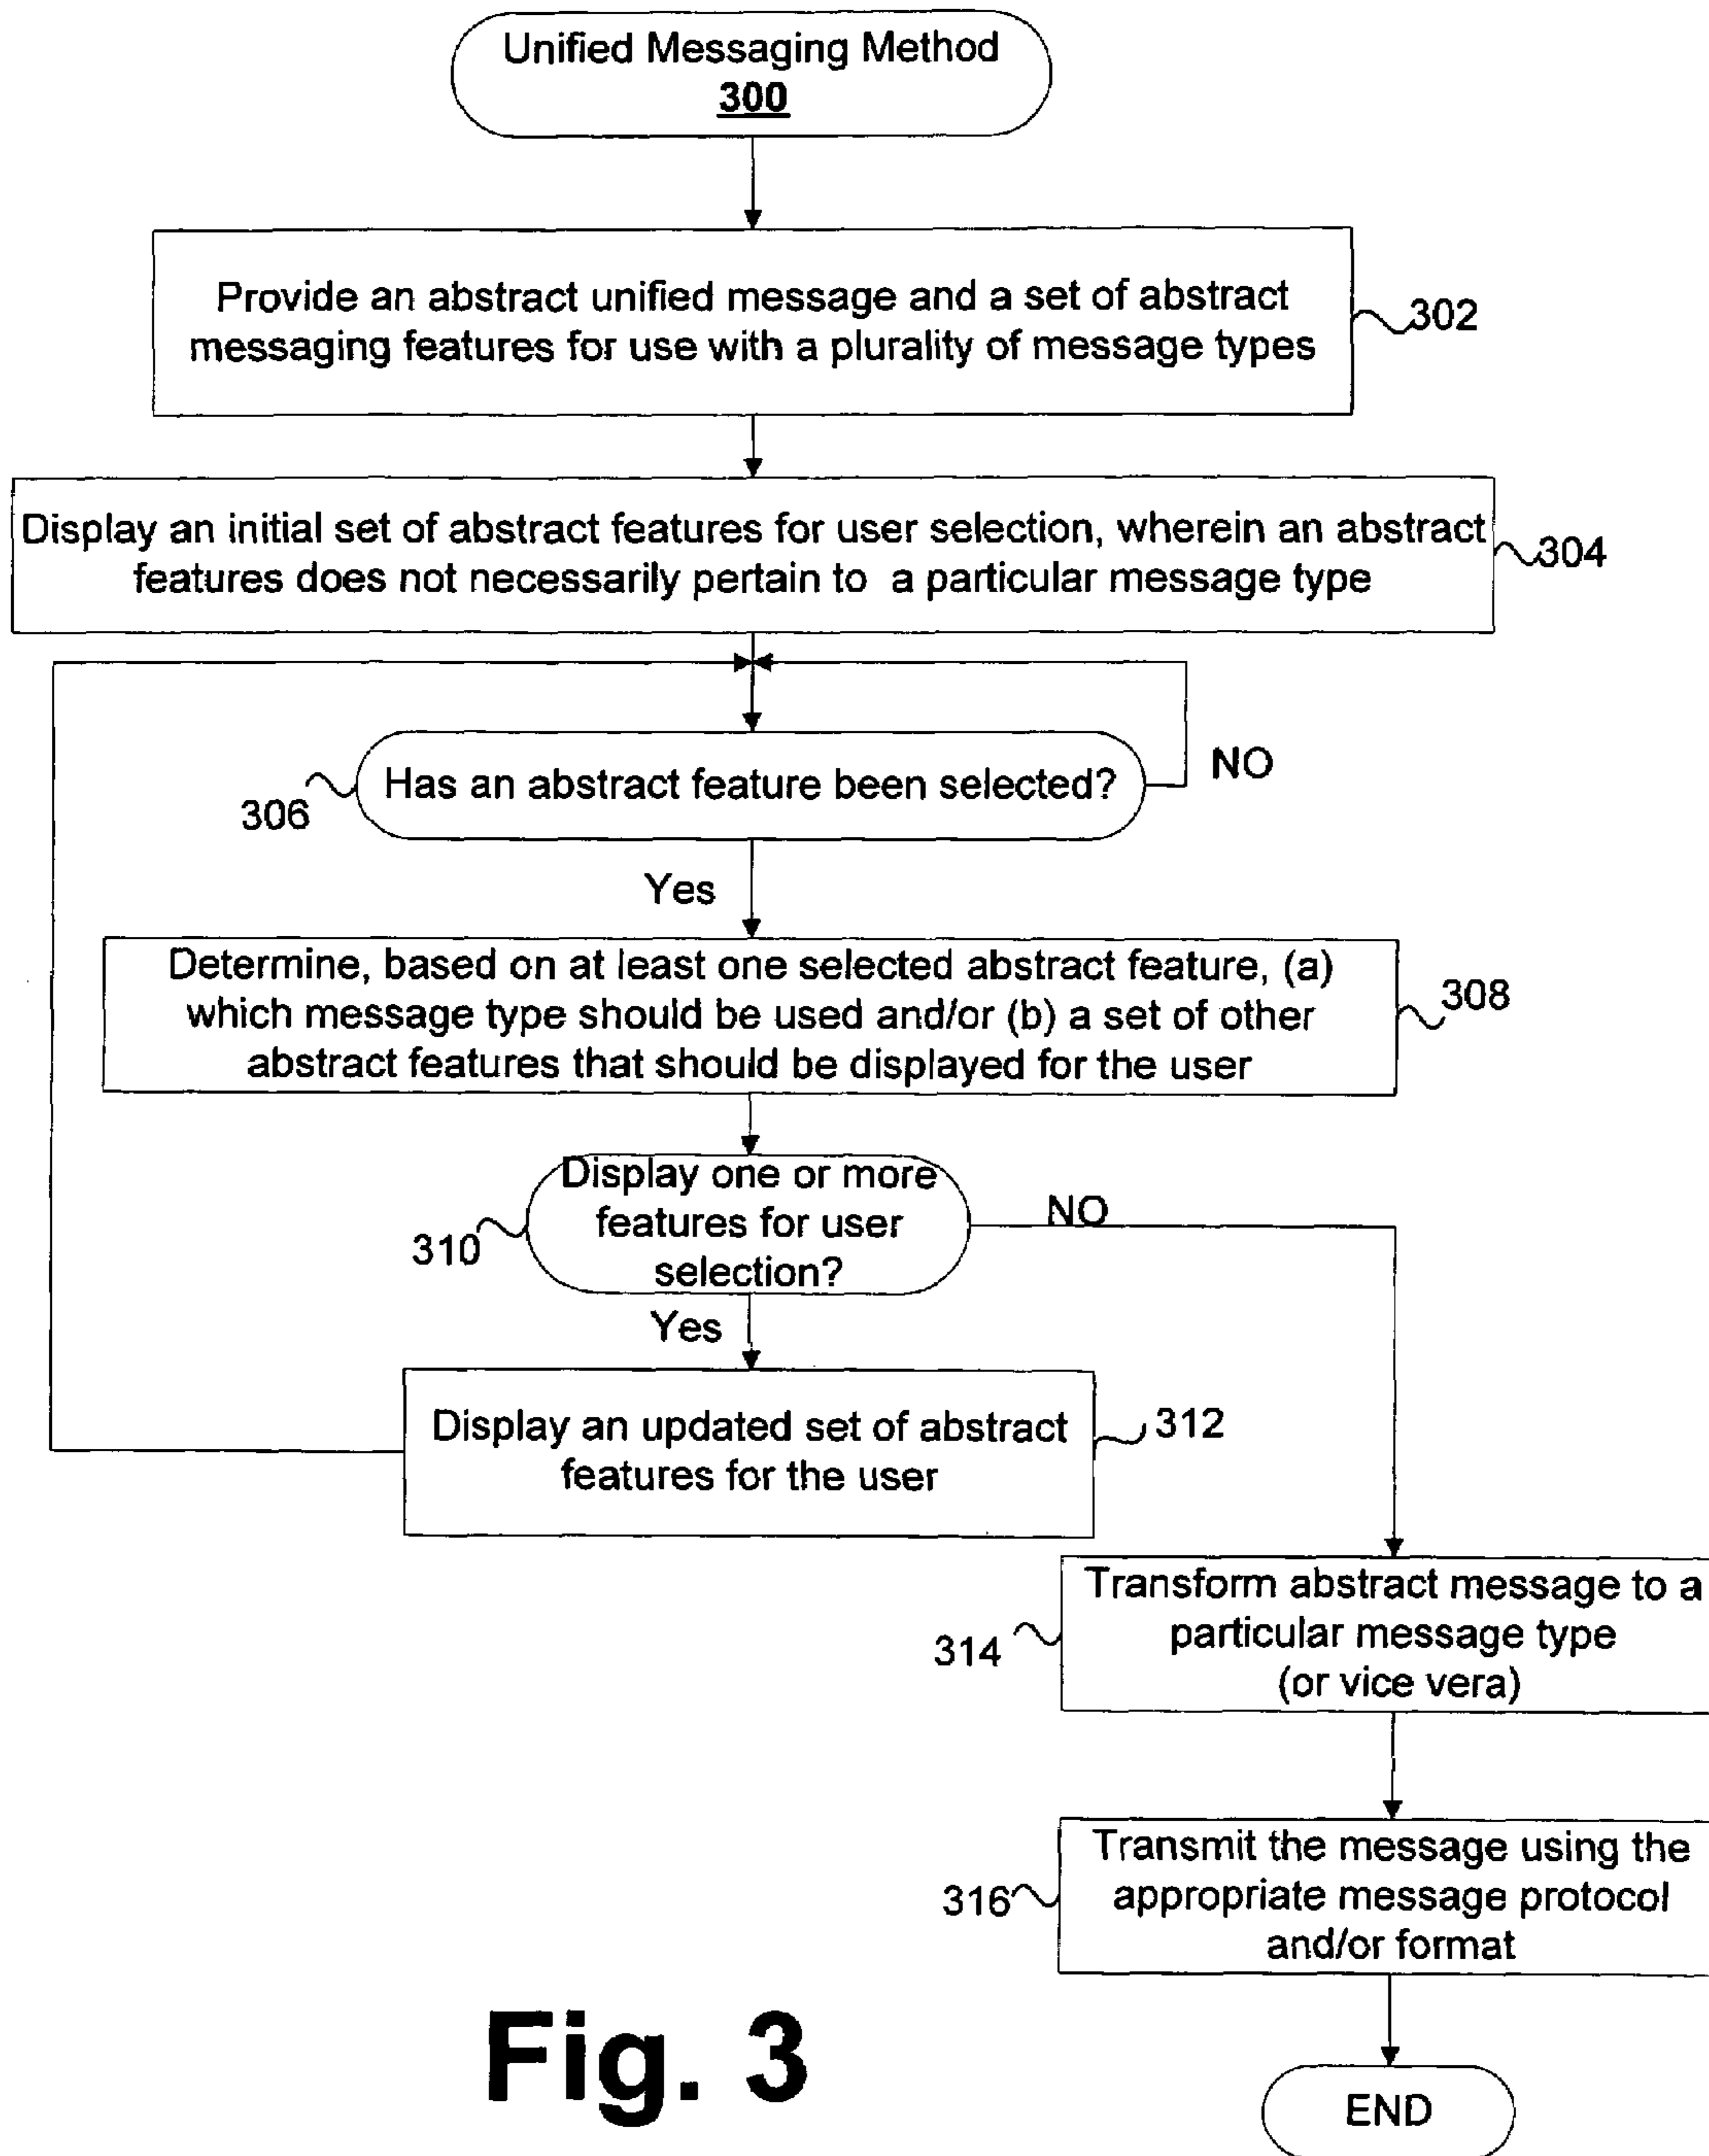 Unified Messaging Method
300
Provide an abstract unified message and a set of abstract
messaging features for use with a plurality of message types
302
Display an initial set of abstract features for user selection, wherein an abstract
features does not necessarily pertain to a particular message type
304
Has an abstract feature been selected?
NO
306
Yes
Determine, based on at least one selected abstract feature, (a)
which message type should be used and/or (b) a set of other
abstract features that should be displayed for the user
308
Display one or more
features for user
selection?
NO
310
Yes
Display an updated set of abstract
features for the user
312
Transform abstract message to a
particular message type
(or vice vera)
314
Transmit the message using the
appropriate message protocol
and/or format
316
END
Fig. 3